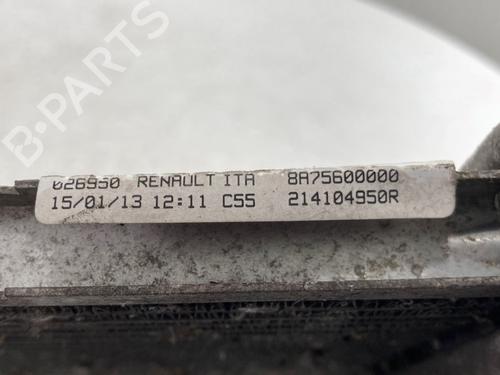 B-PARTS
026950 RENAULT ITA 8A75600000
15/01/13 12:11 C55 214104950R